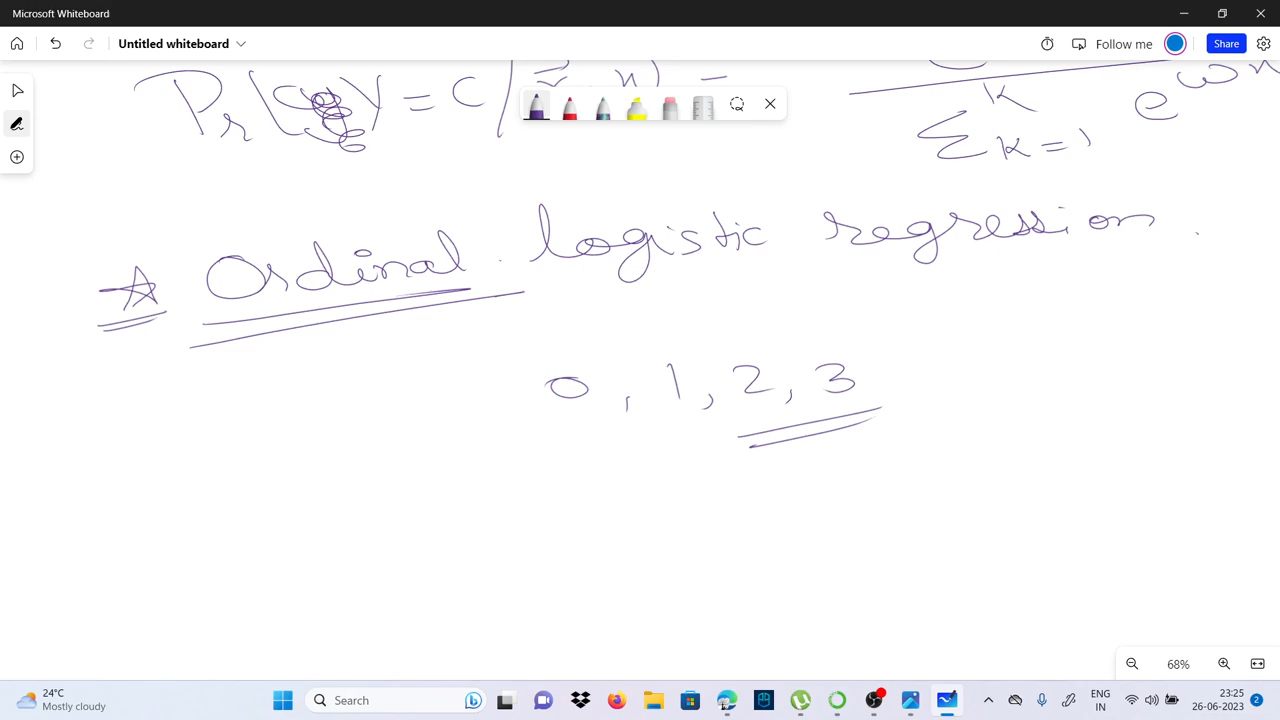 Microsoft Whiteboard
Untitled whiteboard
Follow me
Share
Pr( Y = C |
K
Σ K = 1
e
Ordinal logistic regression.
0, 1, 2, 3
68%
24°C
Mostly cloudy
Search
ENG
IN
23:25
26-06-2023
2